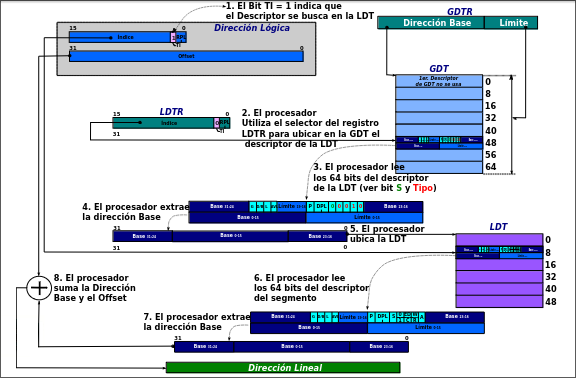 1. El Bit TI = 1 indica que
el Descriptor se busca en la LDT
Dirección Lógica
15
0
Indice
1
RPL
TI
31
0
Offset
GDTR
Dirección Base
Límite
GDT
1er. Descriptor
de GDT no se usa
0
8
16
32
40
48
56
64
LDTR
15
0
Indice
0
RPL
TI
31
2. El procesador
Utiliza el selector del registro
LDTR para ubicar en la GDT el
descriptor de la LDT
3. El procesador lee
los 64 bits del descriptor
de la LDT (ver bit S y Tipo)
4. El procesador extrae
la dirección Base
Base 31-24
Límite
P
DPL
0
0
0
1
0
Base 23-16
Base 0-15
Límite 0-15
31
0
Base 31-24
Base 0-15
Base 23-16
31
0
5. El procesador
ubica la LDT
LDT
0
8
16
32
40
48
6. El procesador lee
los 64 bits del descriptor
del segmento
7. El procesador extrae
la dirección Base
Base 31-24
Límite
P
DPL
S
A
Base 23-16
Base 0-15
Límite 0-15
31
0
Base 31-24
Base 0-15
Base 23-16
8. El procesador
suma la Dirección
Base y el Offset
Dirección Lineal